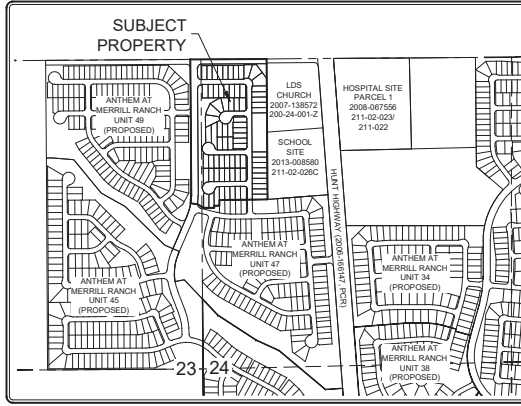 SUBJECT
PROPERTY
ANTHEM AT
MERRILL RANCH
UNIT 49
(PROPOSED)
LDS
CHURCH
2007-138572
200-24-001-Z
HOSPITAL SITE
PARCEL 1
2008-067556
211-02-023/
211-022
SCHOOL
SITE
2013-008580
211-02-026C
HUNT HIGHWAY (2006-166147, PCR)
ANTHEM AT
MERRILL RANCH
UNIT 47
(PROPOSED)
ANTHEM AT
MERRILL RANCH
UNIT 34
(PROPOSED)
ANTHEM AT
MERRILL RANCH
UNIT 45
(PROPOSED)
ANTHEM AT
MERRILL RANCH
UNIT 38
(PROPOSED)
23 24